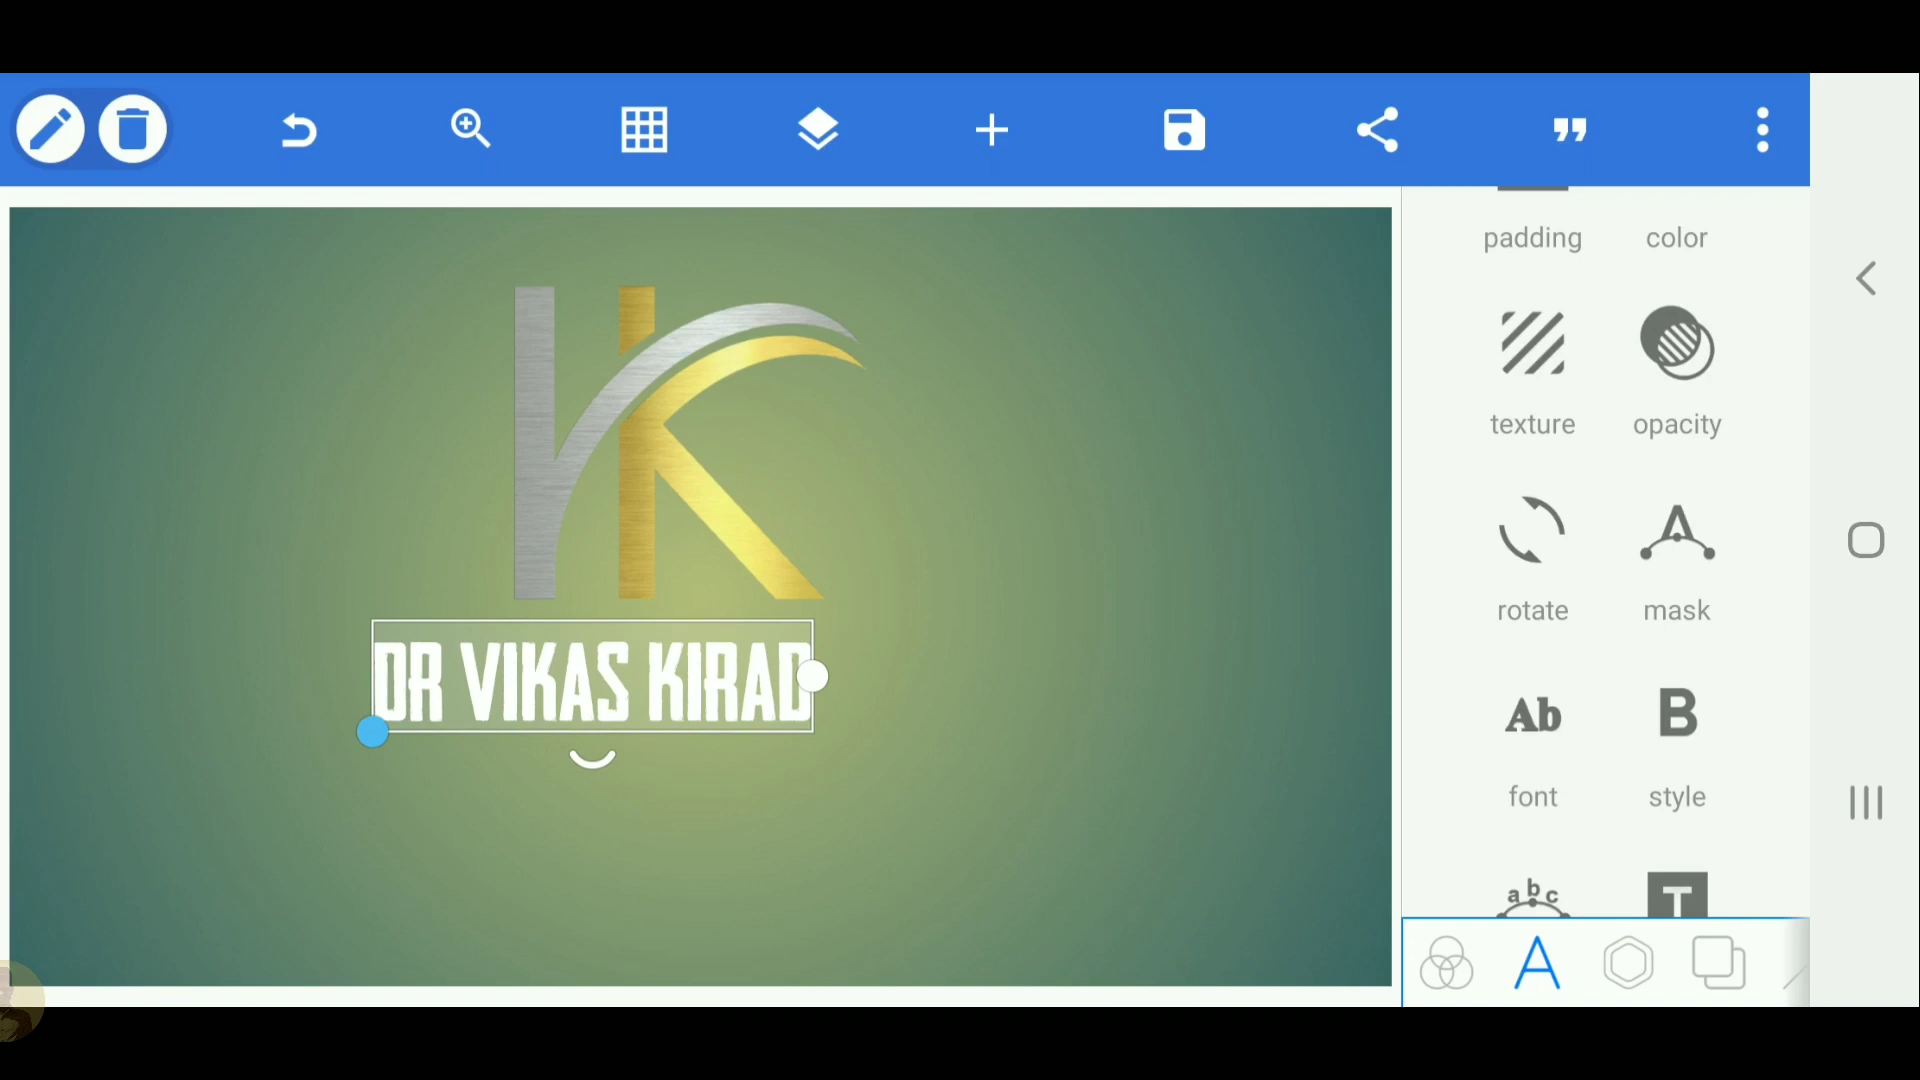 padding color
texture opacity
DR VIKAS KIRAD
rotate mask
Ab B
font style
abc T
A